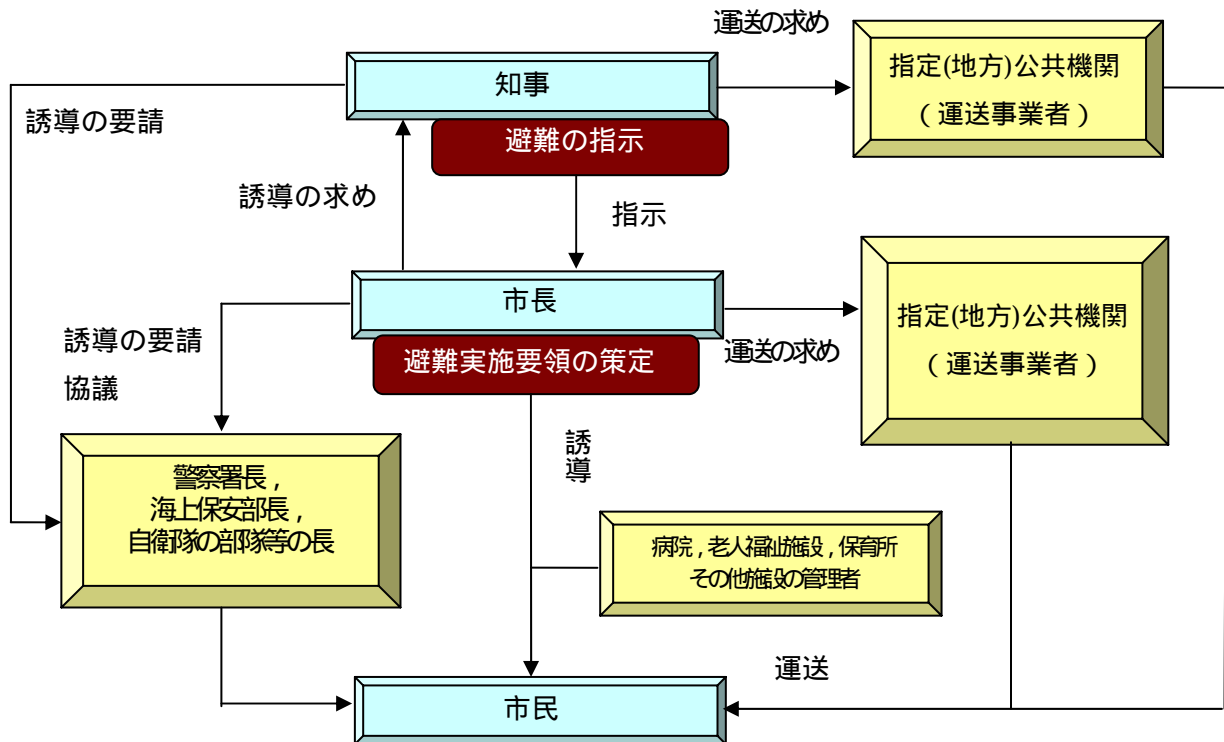 運送の求め
知事
指定(地方)公共機関
（運送事業者）
誘導の要請
避難の指示
誘導の求め
指示
市長
指定(地方)公共機関
（運送事業者）
誘導の要請
協議
避難実施要領の策定
運送の求め
誘導
警察署長，
海上保安部長，
自衛隊の部隊等の長
病院，老人福祉施設，保育所
その他施設の管理者
運送
市民